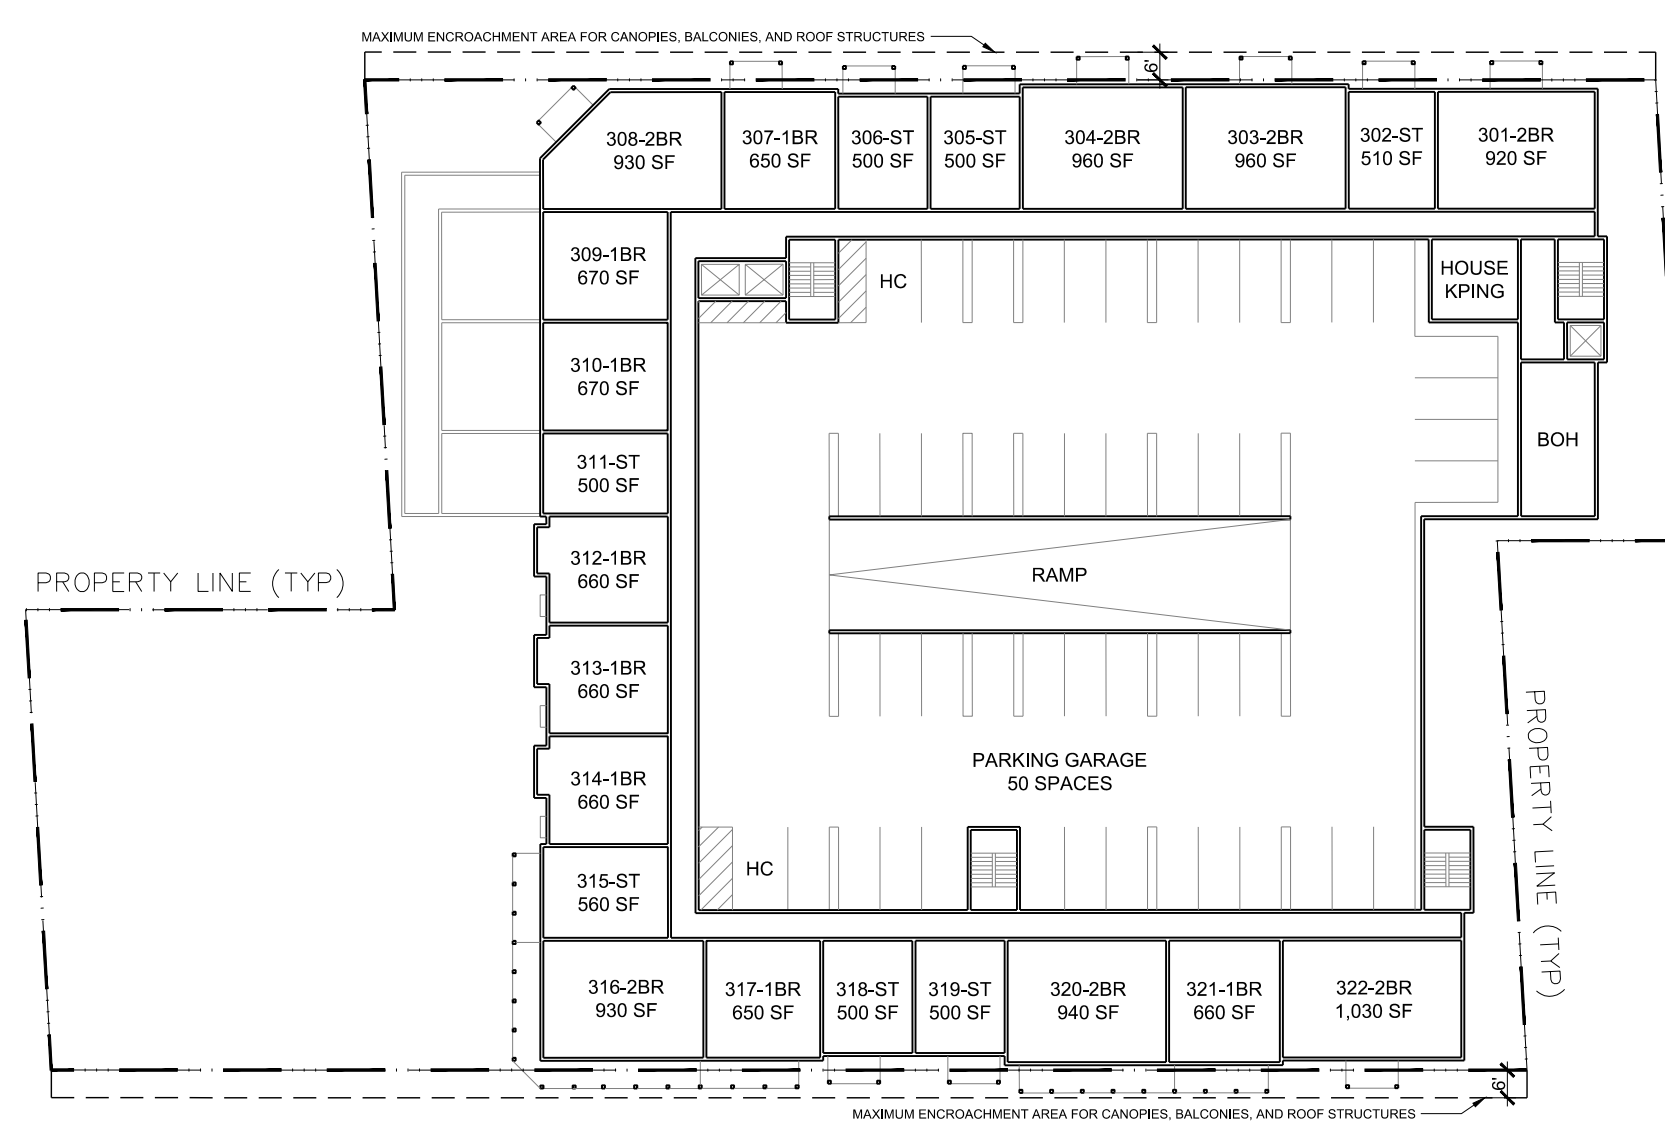 MAXIMUM ENCROACHMENT AREA FOR CANOPIES, BALCONIES, AND ROOF STRUCTURES
6'
308-2BR
930 SF
307-1BR
650 SF
306-ST
500 SF
305-ST
500 SF
304-2BR
960 SF
303-2BR
960 SF
302-ST
510 SF
301-2BR
920 SF
309-1BR
670 SF
HC
HOUSE
KPING
310-1BR
670 SF
BOH
311-ST
500 SF
312-1BR
660 SF
RAMP
PROPERTY LINE (TYP)
313-1BR
660 SF
PARKING GARAGE
50 SPACES
314-1BR
660 SF
PROPERTY LINE (TYP)
315-ST
560 SF
HC
316-2BR
930 SF
317-1BR
650 SF
318-ST
500 SF
319-ST
500 SF
320-2BR
940 SF
321-1BR
660 SF
322-2BR
1,030 SF
6'
MAXIMUM ENCROACHMENT AREA FOR CANOPIES, BALCONIES, AND ROOF STRUCTURES